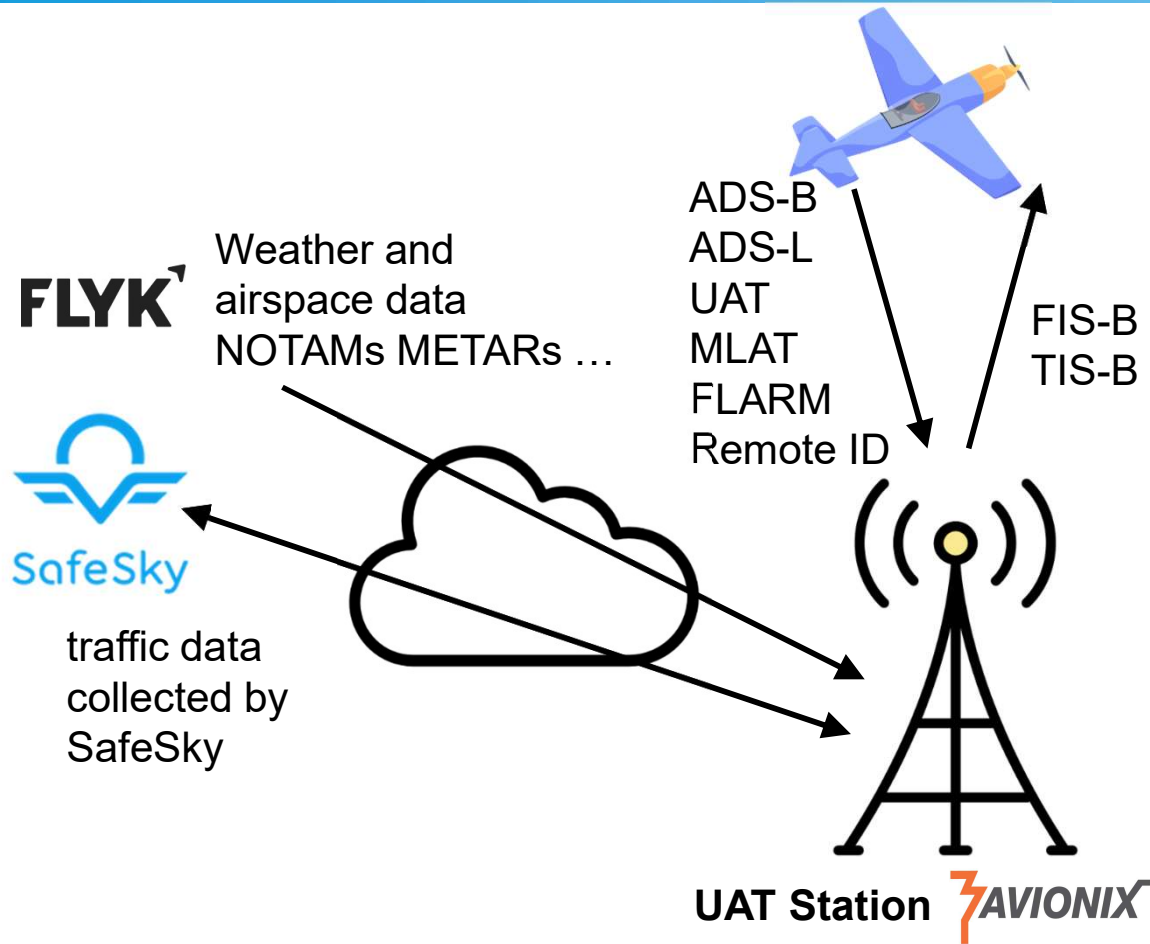 ADS-B
ADS-L
UAT
MLAT
FLARM
Remote ID
FIS-B
TIS-B
FLYK
Weather and
airspace data
NOTAMs METARs …
SafeSky
traffic data
collected by
SafeSky
UAT Station
AVIONIX